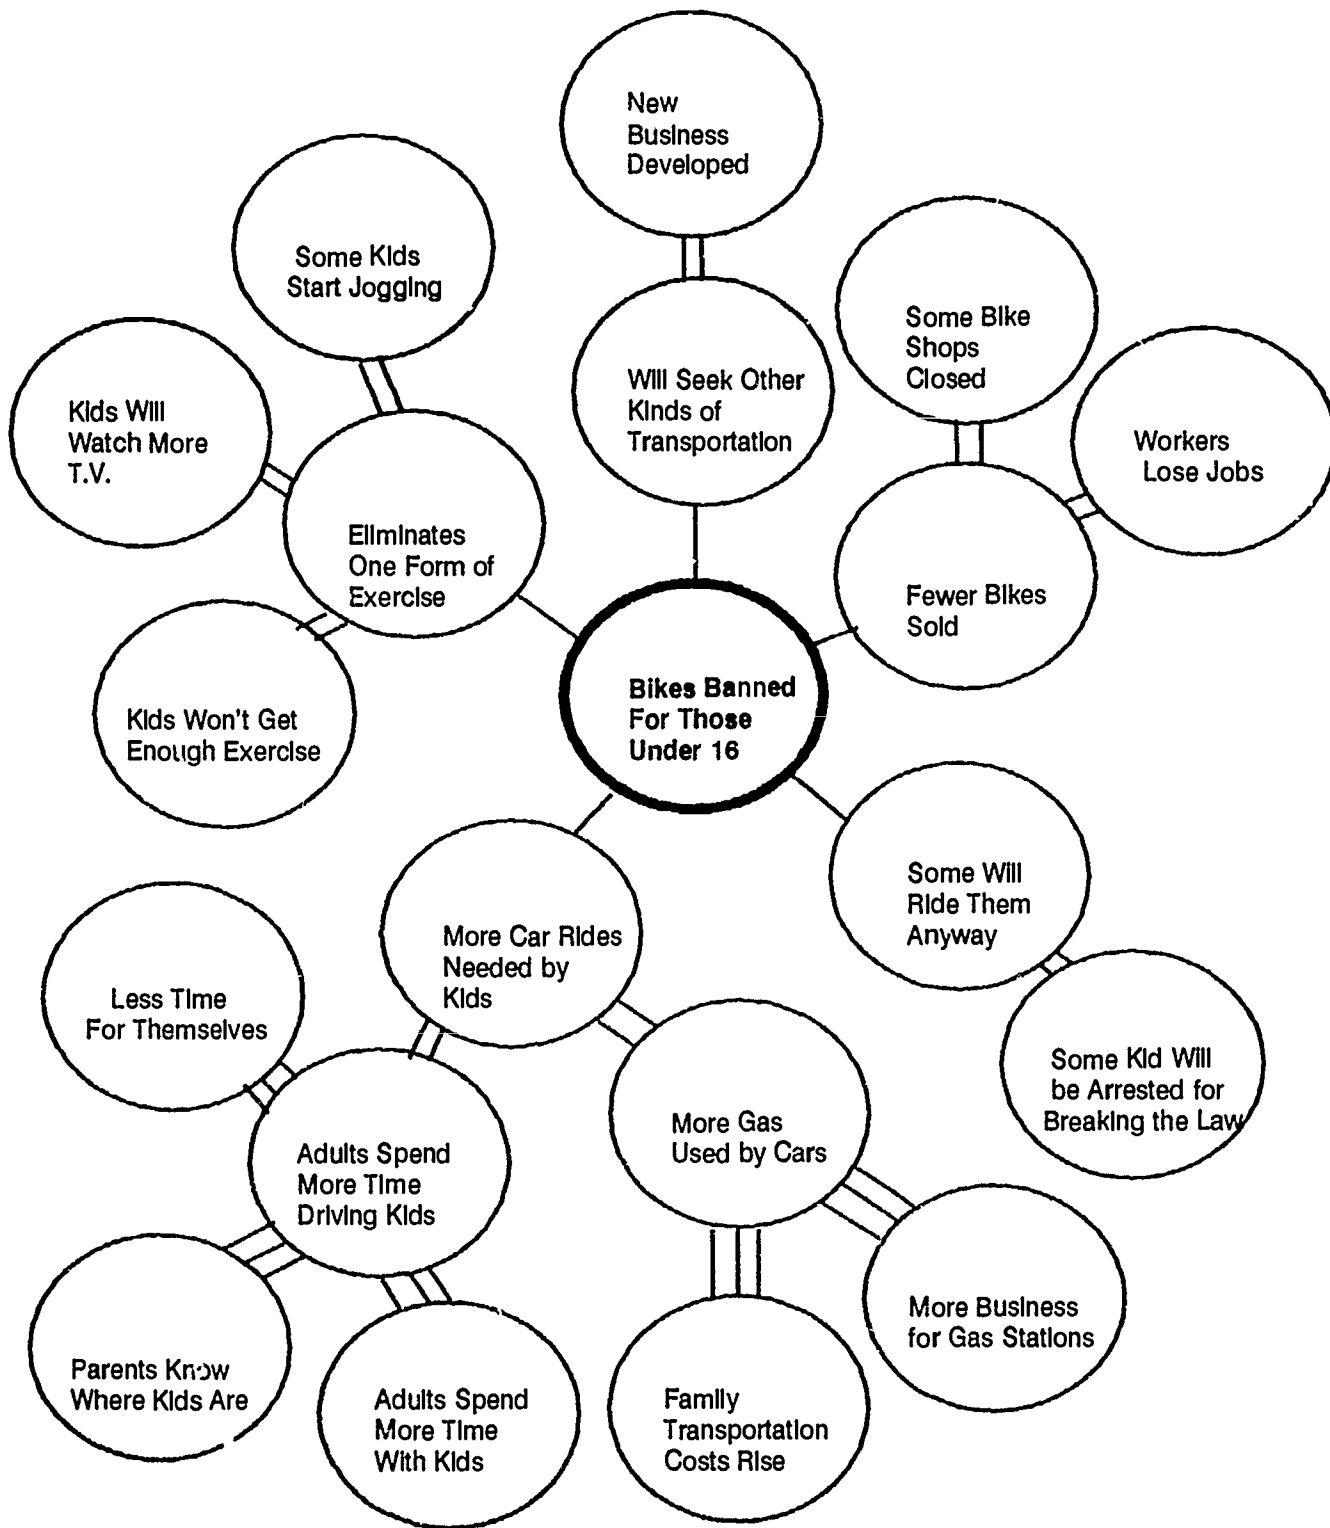 New
Business
Developed
Some Kids
Start Jogging
Some Bike
Shops
Closed
Will Seek Other
Kinds of
Transportation
Kids Will
Watch More
T.V.
Workers
Lose Jobs
Eliminates
One Form of
Exercise
Fewer Bikes
Sold
Bikes Banned
For Those
Under 16
Kids Won't Get
Enough Exercise
Some Will
Ride Them
Anyway
More Car Rides
Needed by
Kids
Less Time
For Themselves
Some Kid Will
be Arrested for
Breaking the Law
More Gas
Used by Cars
Adults Spend
More Time
Driving Kids
More Business
for Gas Stations
Parents Know
Where Kids Are
Adults Spend
More Time
With Kids
Family
Transportation
Costs Rise